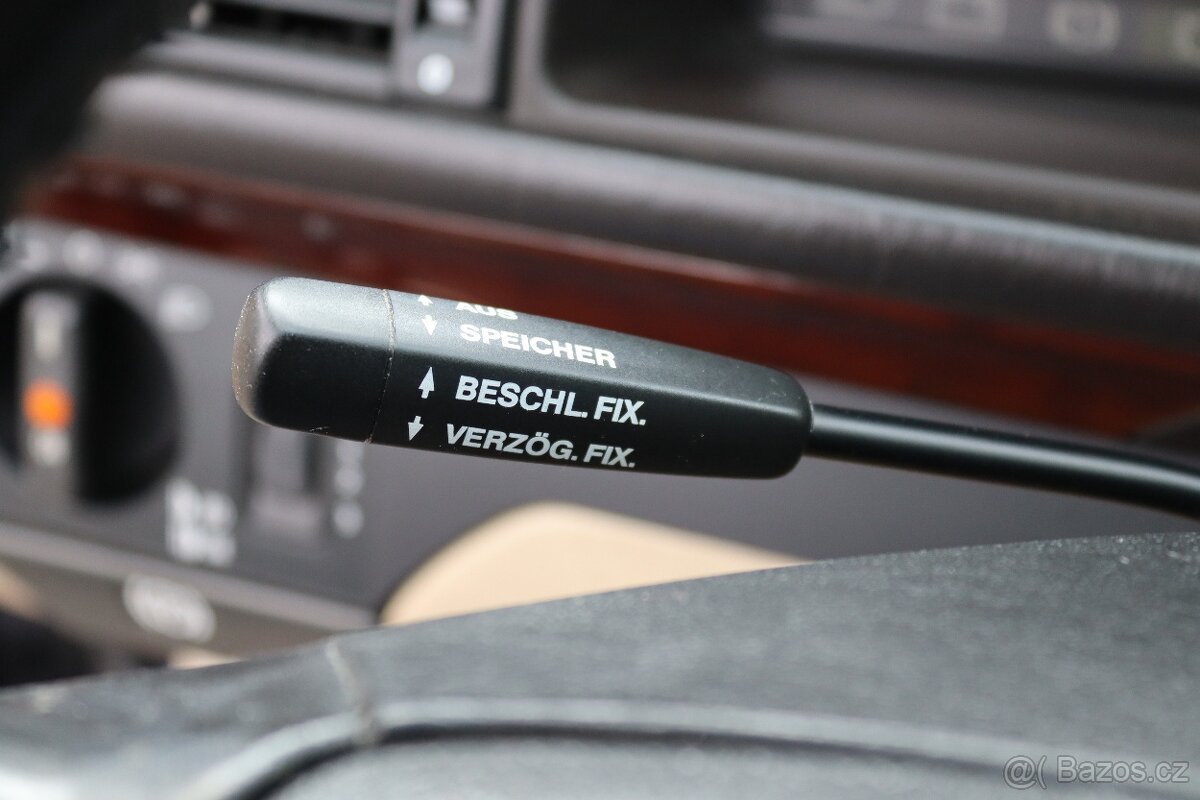 AUS
SPEICHER
BESCHL. FIX.
VERZÖG. FIX.
@( Bazos.cz